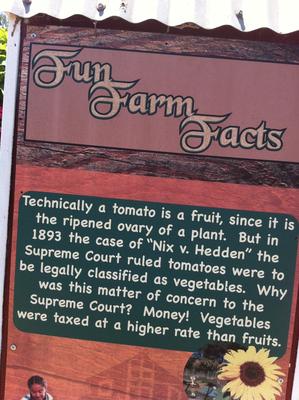 Fun
Farm
Facts
Technically a tomato is a fruit, since it is
the ripened ovary of a plant. But in
1893 the case of "Nix v. Hedden" the
Supreme Court ruled tomatoes were to
be legally classified as vegetables. Why
was this matter of concern to the
Supreme Court? Money! Vegetables
were taxed at a higher rate than fruits.